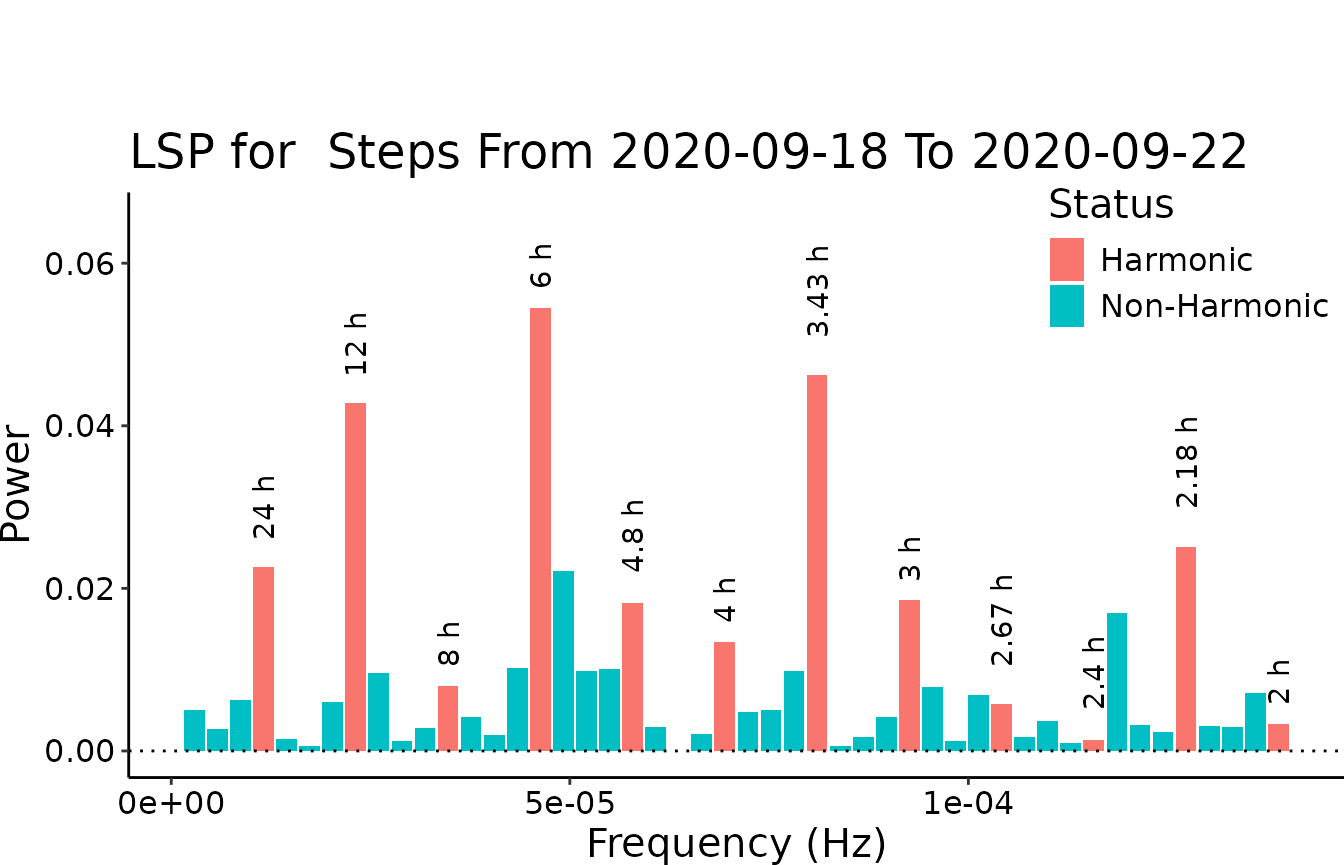 LSP for  Steps From 2020-09-18 To 2020-09-22
Status
Harmonic
Non-Harmonic
Power
0.06
0.04
0.02
0.00
24 h
12 h
8 h
6 h
4.8 h
4 h
3.43 h
3 h
2.67 h
2.4 h
2.18 h
2 h
0e+00
5e-05
1e-04
Frequency (Hz)